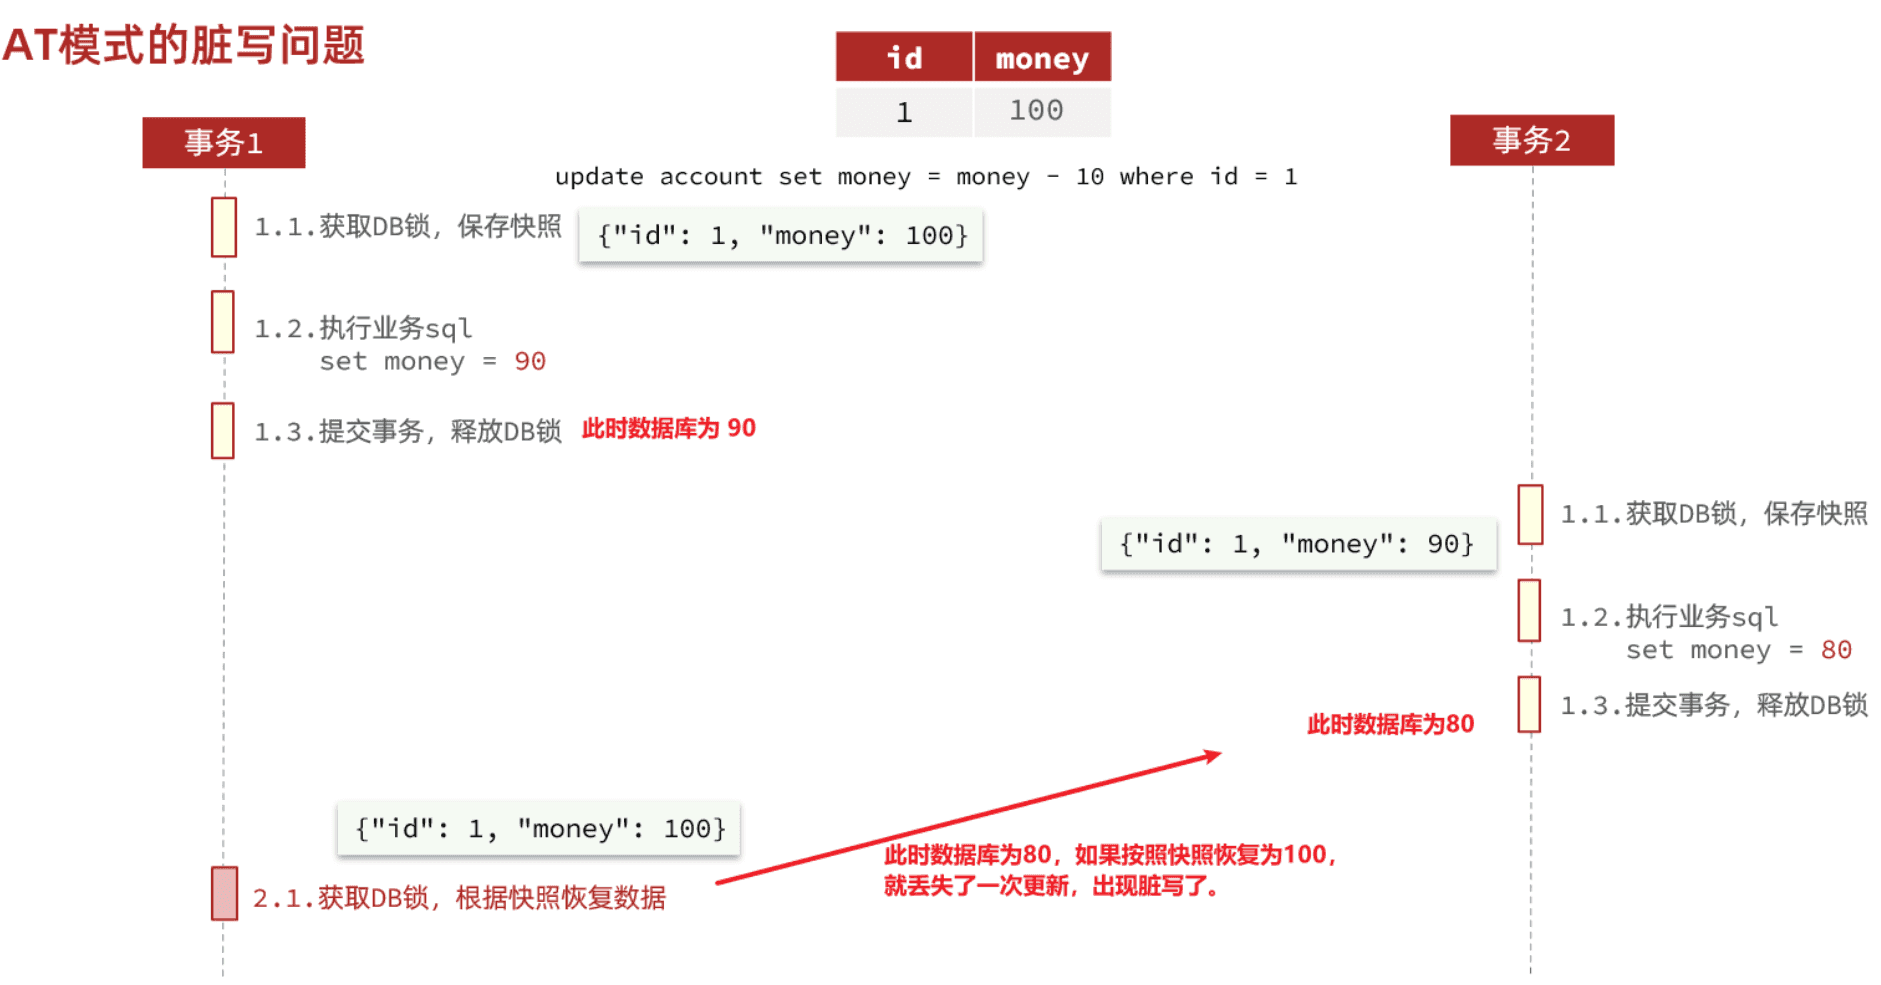 AT模式的脏写问题
id money
1 100
事务1
事务2
update account set money = money - 10 where id = 1
1.1.获取DB锁，保存快照
{"id": 1, "money": 100}
1.2.执行业务sql
set money = 90
1.3.提交事务，释放DB锁
此时数据库为 90
1.1.获取DB锁，保存快照
{"id": 1, "money": 90}
1.2.执行业务sql
set money = 80
1.3.提交事务，释放DB锁
此时数据库为80
{"id": 1, "money": 100}
2.1.获取DB锁，根据快照恢复数据
此时数据库为80，如果按照快照恢复为100，
就丢失了一次更新，出现脏写了。